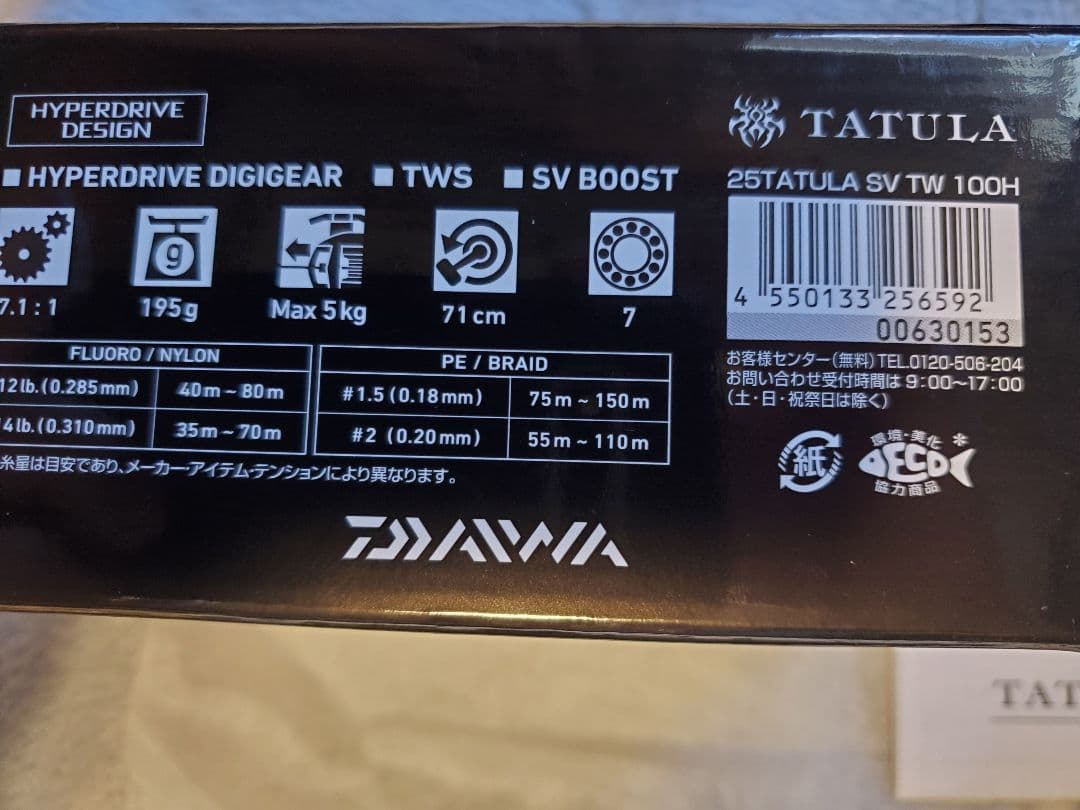 HYPERDRIVE
DESIGN
■ HYPERDRIVE DIGIGEAR ■ TWS ■ SV BOOST
7.1 : 1
g
195g
Max 5kg
71cm
7
FLUORO / NYLON
12lb. (0.285mm) 40m ~ 80m
4lb. (0.310mm) 35m ~ 70m
PE / BRAID
#1.5 (0.18mm) 75m ~ 150m
#2 (0.20mm) 55m ~ 110m
糸量は目安であり、メーカー・アイテム・テンションにより異なります。
DAIWA
TATULA
25TATULA SV TW 100H
4 550133 256592
00630153
お客様センター(無料)TEL.0120-506-204
お問い合わせ受付時間は 9:00~17:00
(土・日・祝祭日は除く)
紙
環境・美化
DECO
協力商品
TAT